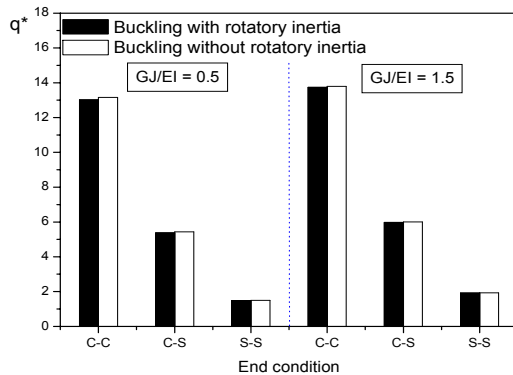 q*
18
16
14
12
10
8
6
4
2
0
Buckling with rotatory inertia
Buckling without rotatory inertia
GJ/EI = 0.5
GJ/EI = 1.5
C-C C-S S-S C-C C-S S-S
End condition